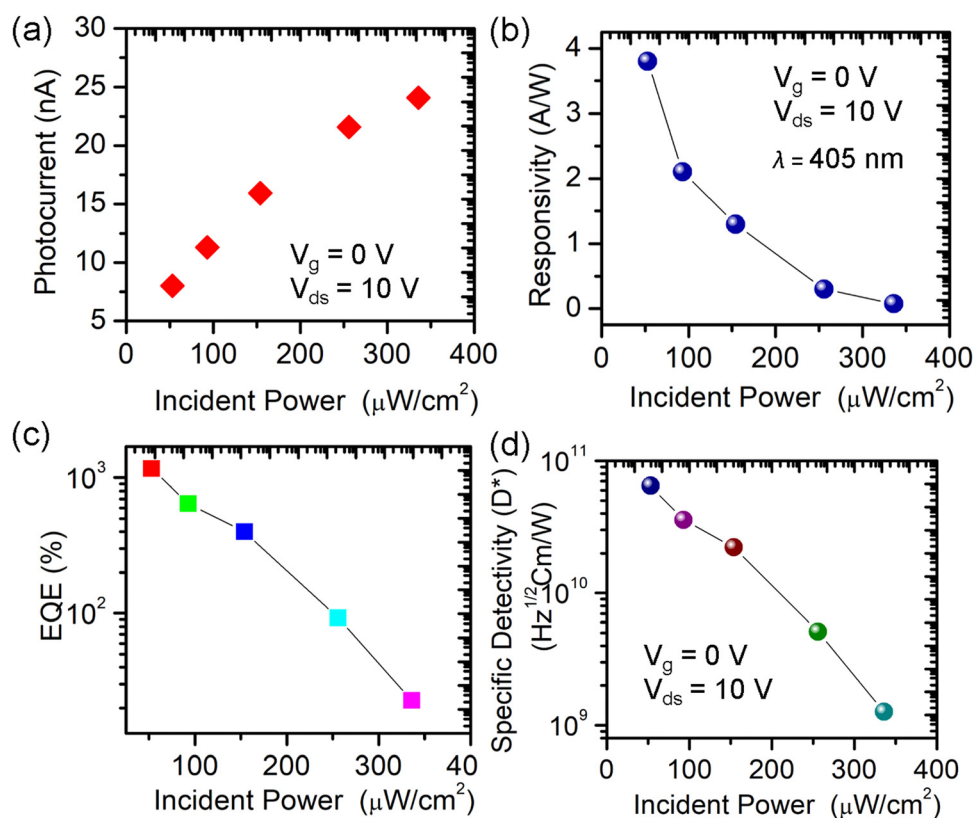 (a)
30
25
20
15
10
5
Photocurrent (nA)
V_g = 0 V
V_ds = 10 V
0 100 200 300 400
Incident Power (μW/cm²)
(b)
4
3
2
1
0
Responsivity (A/W)
V_g = 0 V
V_ds = 10 V
λ = 405 nm
0 100 200 300 400
Incident Power (μW/cm²)
(c)
10³
10²
EQE (%)
100 200 300 40
Incident Power (μW/cm²)
(d)
10¹¹
10¹⁰
10⁹
Specific Detectivity (D*)
(Hz^1/2Cm/W)
V_g = 0 V
V_ds = 10 V
0 100 200 300 400
Incident Power (μW/cm²)